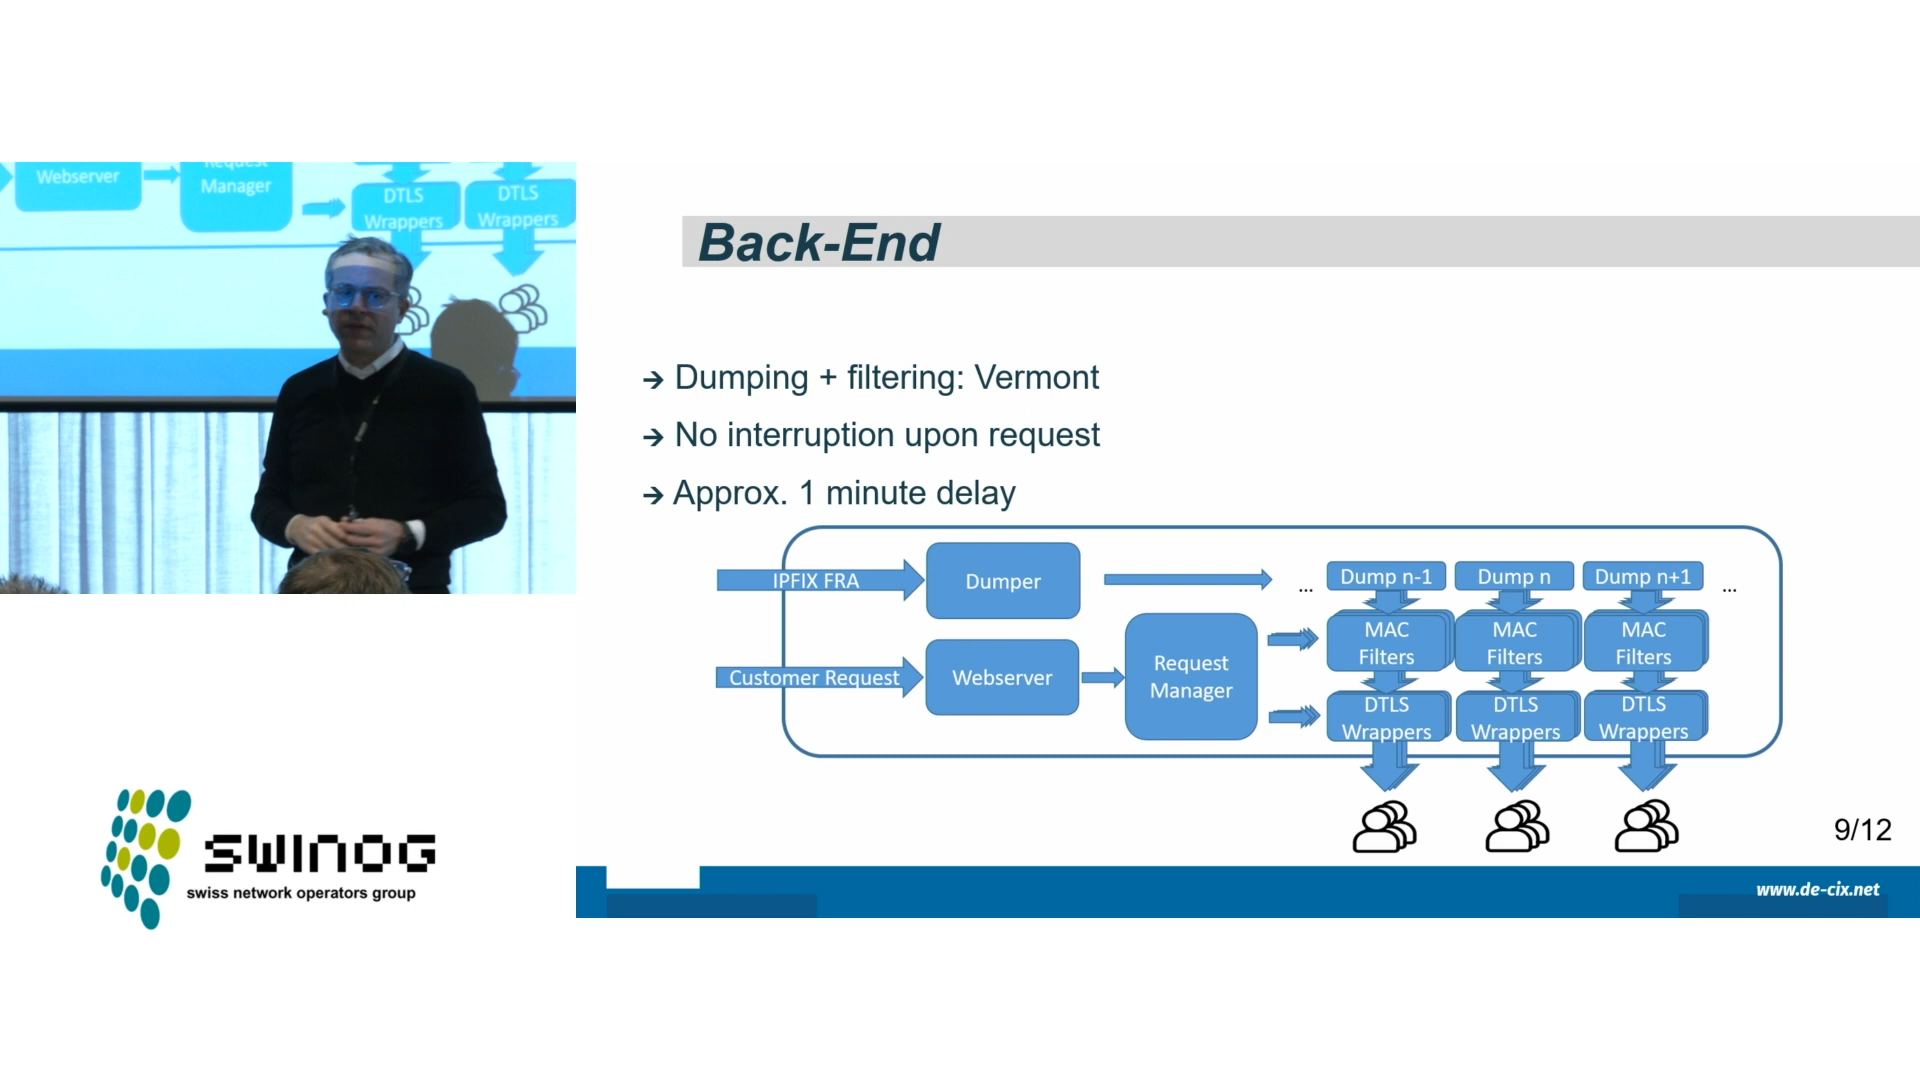 Webserver
Request
Manager
DTLS
Wrappers
DTLS
Wrappers
Back-End
→ Dumping + filtering: Vermont
→ No interruption upon request
→ Approx. 1 minute delay
IPFIX FRA
Dumper
...
Dump n-1
Dump n
Dump n+1
...
MAC
Filters
MAC
Filters
MAC
Filters
Customer Request
Webserver
Request
Manager
DTLS
Wrappers
DTLS
Wrappers
DTLS
Wrappers
9/12
www.de-cix.net
SWINOG
swiss network operators group